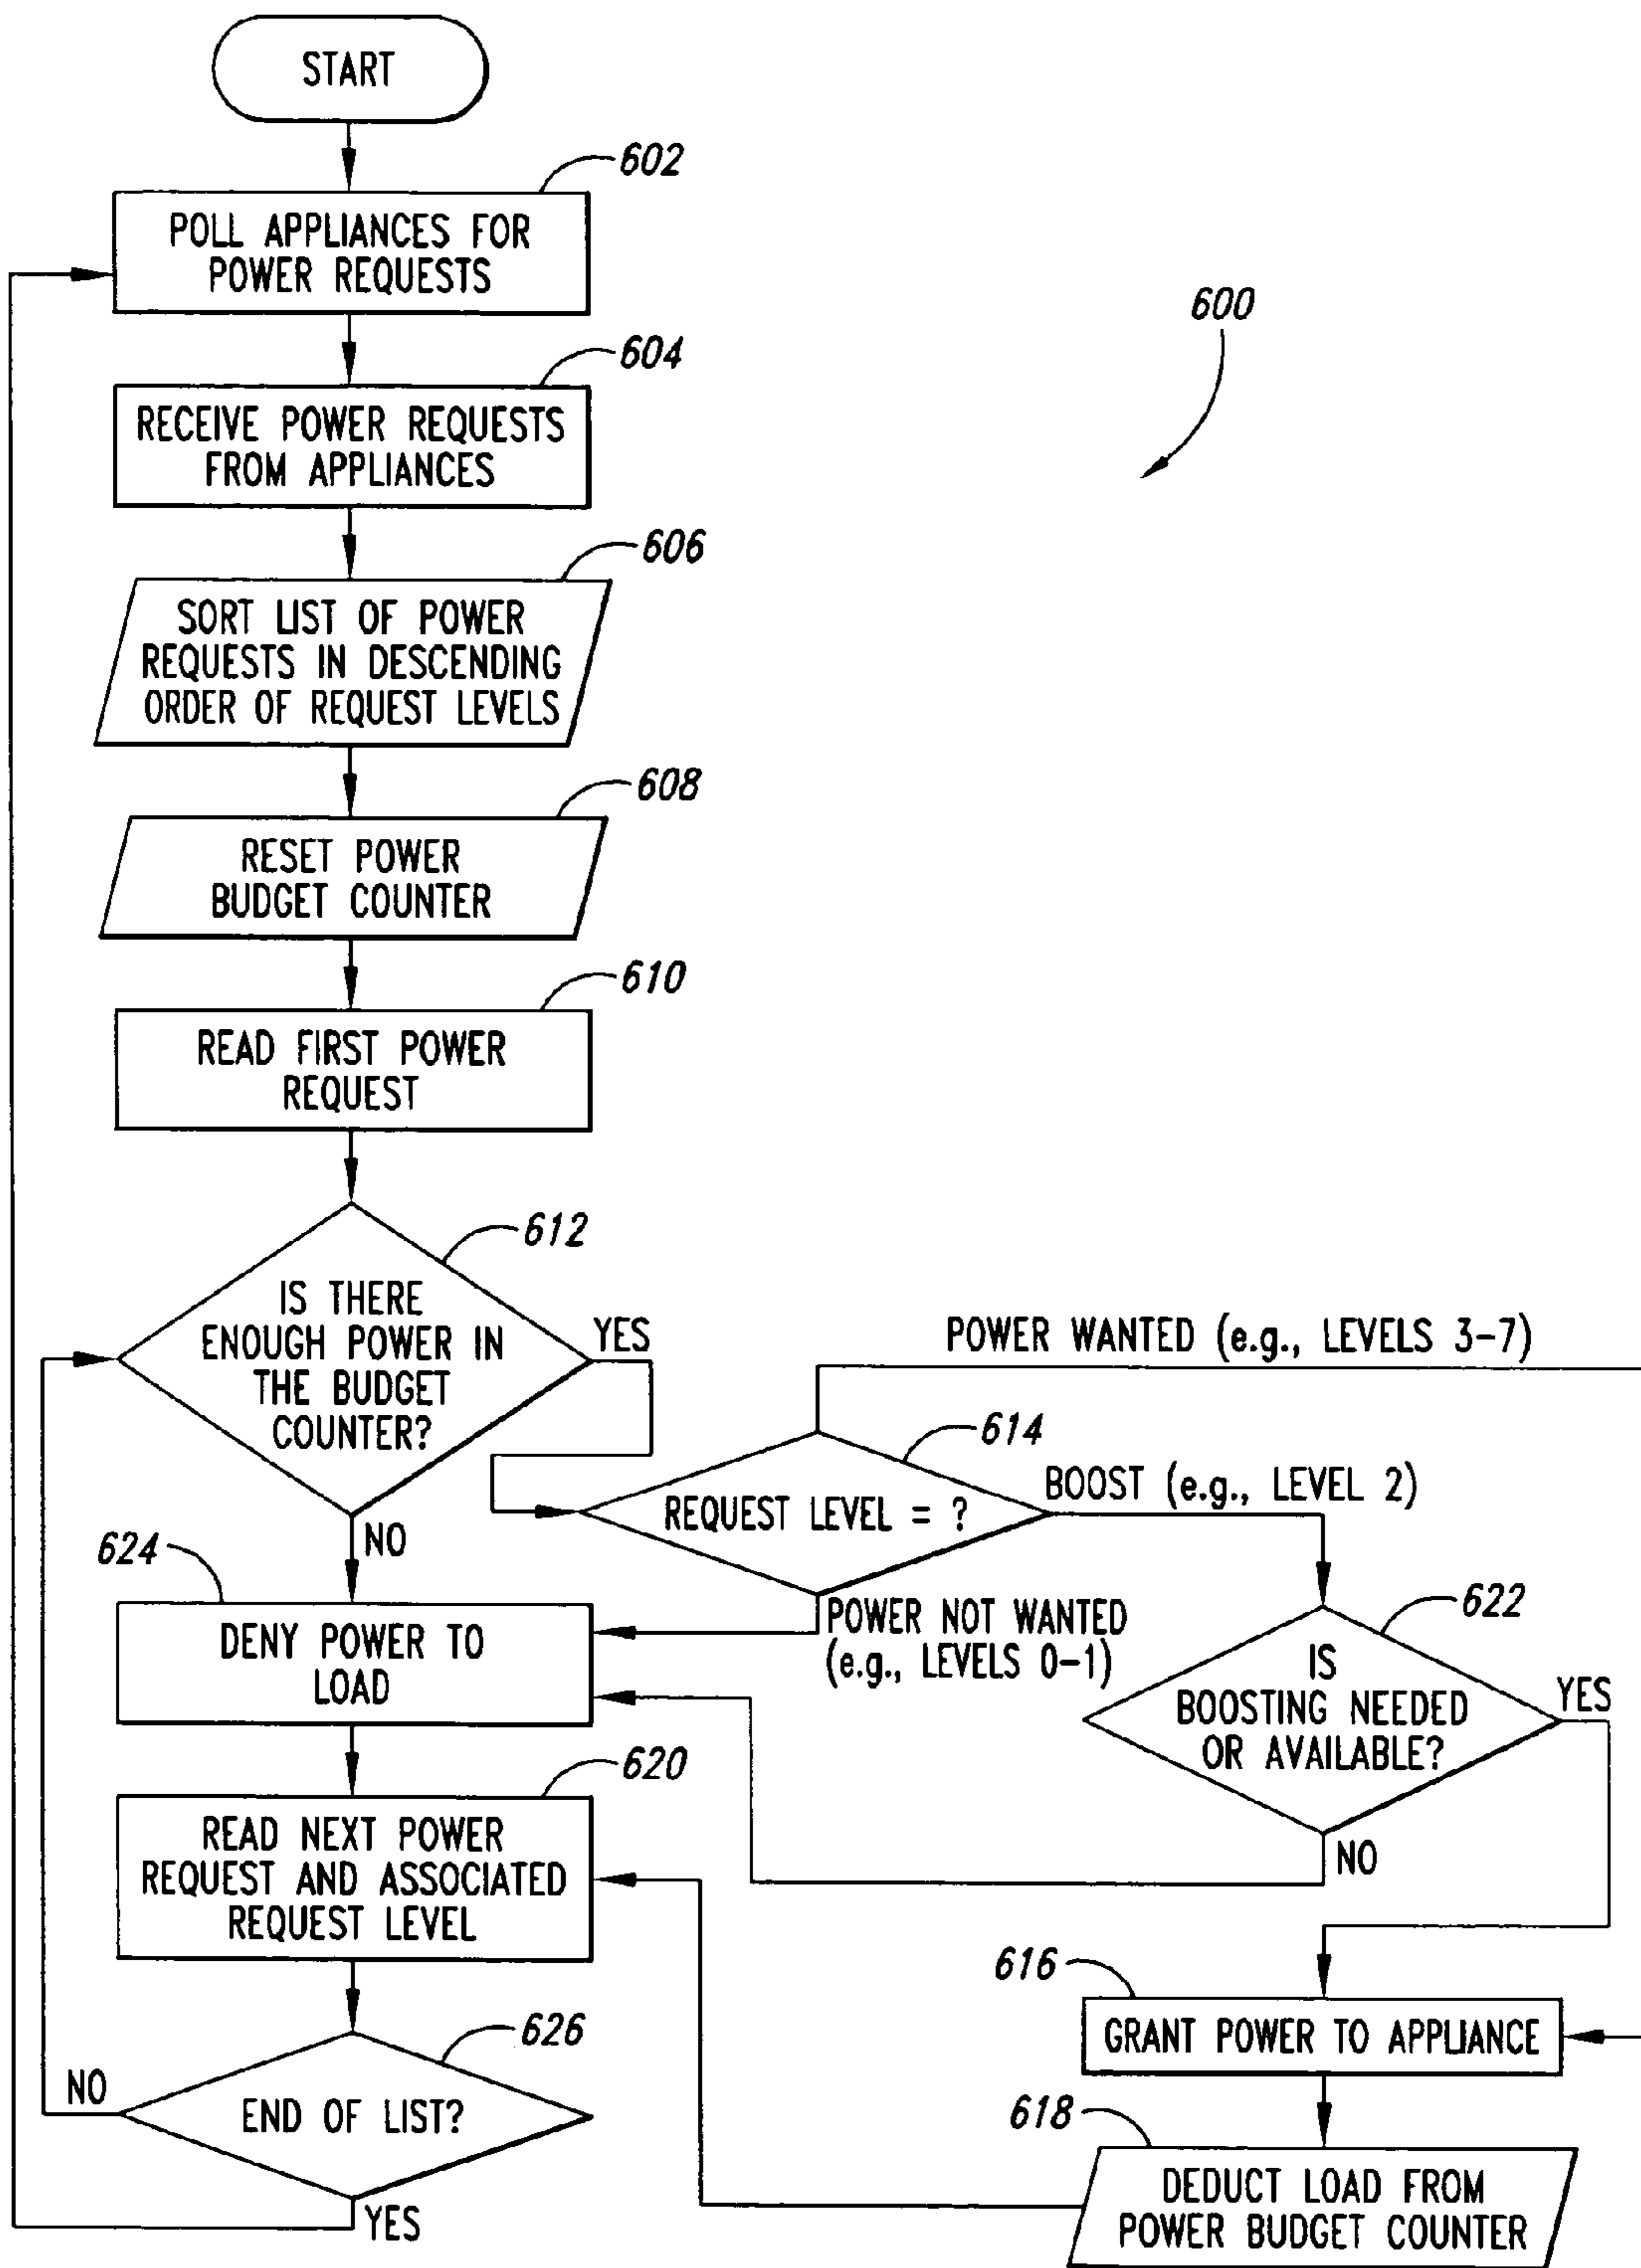 START
602
POLL APPLIANCES FOR
POWER REQUESTS
600
604
RECEIVE POWER REQUESTS
FROM APPLIANCES
606
SORT LIST OF POWER
REQUESTS IN DESCENDING
ORDER OF REQUEST LEVELS
608
RESET POWER
BUDGET COUNTER
610
READ FIRST POWER
REQUEST
612
IS THERE
ENOUGH POWER IN
THE BUDGET
COUNTER?
YES
NO
POWER WANTED (e.g., LEVELS 3-7)
614
REQUEST LEVEL = ?
BOOST (e.g., LEVEL 2)
POWER NOT WANTED
(e.g., LEVELS 0-1)
624
DENY POWER TO
LOAD
622
IS
BOOSTING NEEDED
OR AVAILABLE?
YES
NO
620
READ NEXT POWER
REQUEST AND ASSOCIATED
REQUEST LEVEL
616
GRANT POWER TO APPLIANCE
626
END OF LIST?
NO
YES
618
DEDUCT LOAD FROM
POWER BUDGET COUNTER